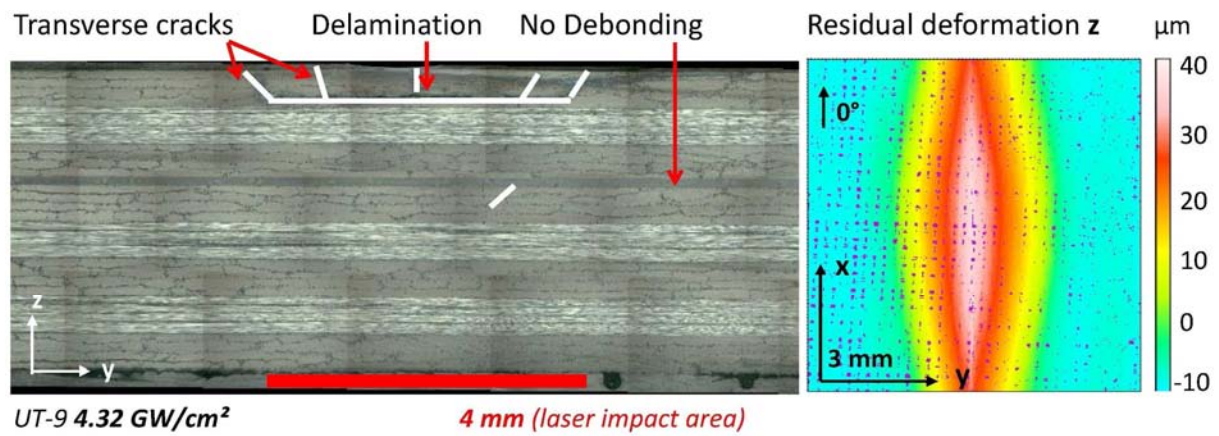 Transverse cracks Delamination No Debonding Residual deformation z µm
0°
x
3 mm y
40
30
20
10
0
-10
z
y
UT-9 4.32 GW/cm² 4 mm (laser impact area)